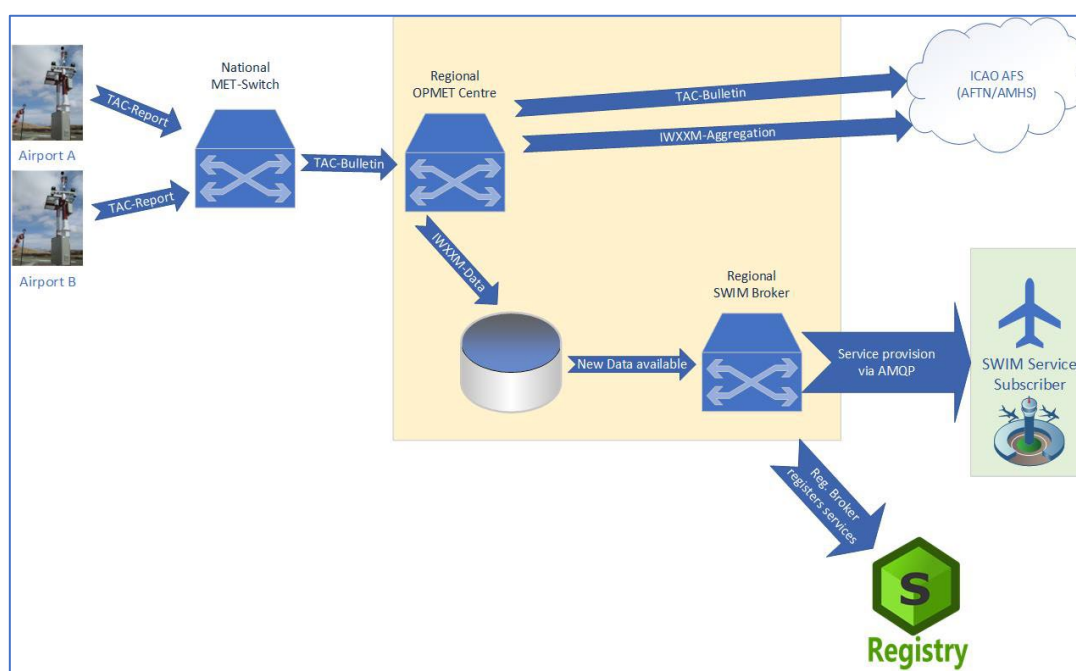 National
MET-Switch
Regional
OPMET Centre
ICAO AFS
(AFTN/AMHS)
TAC-Report
TAC-Bulletin
IWXXM-Aggregation
Airport A
TAC-Bulletin
TAC-Report
Airport B
IWXXM-Data
Regional
SWIM Broker
New Data available
Service provision
via AMQP
SWIM Service
Subscriber
Reg. Broker
registers services
S
Registry